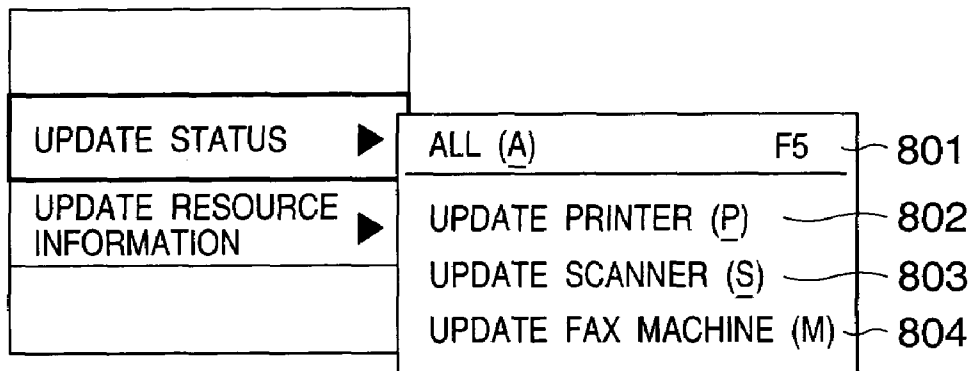 UPDATE STATUS ▶
ALL (A) F5 801
UPDATE RESOURCE
INFORMATION ▶
UPDATE PRINTER (P) 802
UPDATE SCANNER (S) 803
UPDATE FAX MACHINE (M) 804